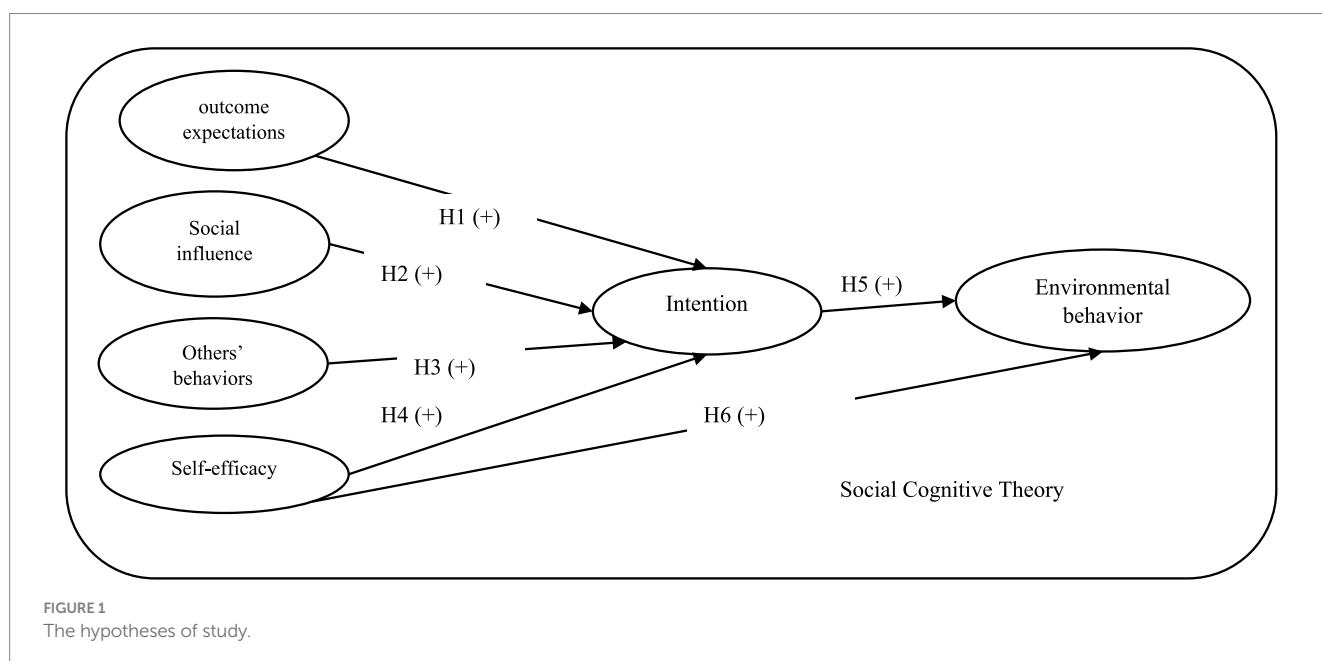 outcome
expectations
H1 (+)
Social
influence
H2 (+)
Intention
H5 (+)
Environmental
behavior
Others’
behaviors
H3 (+)
H4 (+)
H6 (+)
Self-efficacy
Social Cognitive Theory
FIGURE 1
The hypotheses of study.